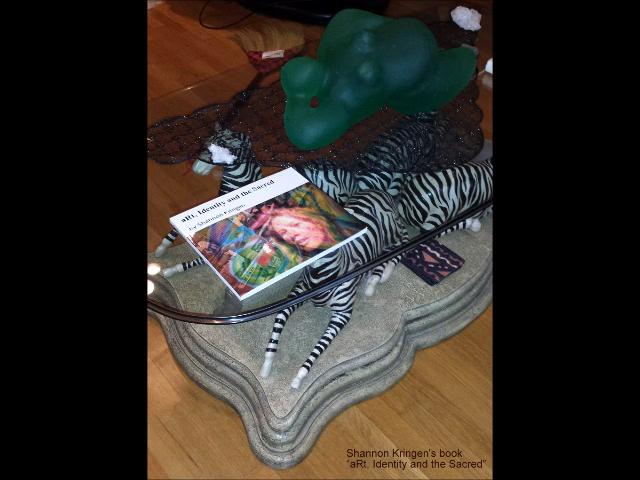 aRt. Identity and the Sacred
by Shannon Kringen
Shannon Kringen's book
"aRt. Identity and the Sacred"